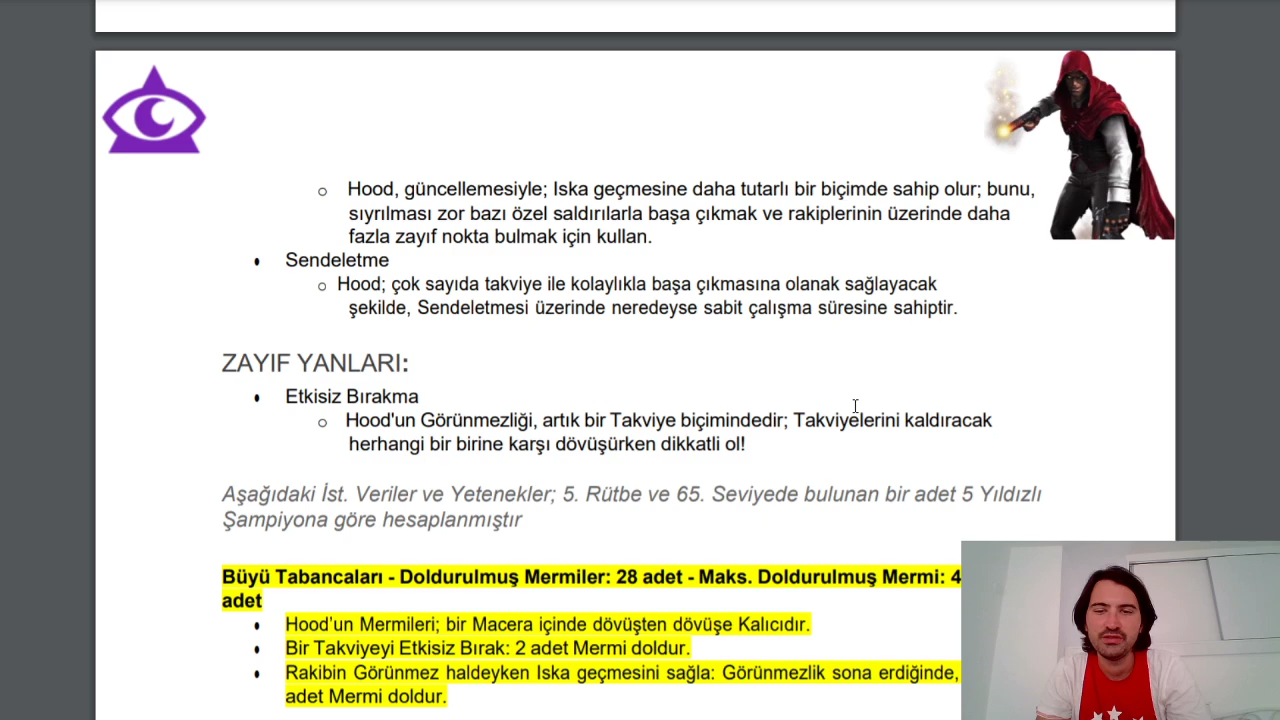 Hood, güncellemesiyle; Iska geçmesine daha tutarlı bir biçimde sahip olur; bunu,
sıyrılması zor bazı özel saldırılarla başa çıkmak ve rakiplerinin üzerinde daha
fazla zayıf nokta bulmak için kullan.
Sendeletme
Hood; çok sayıda takviye ile kolaylıkla başa çıkmasına olanak sağlayacak
şekilde, Sendeletmesi üzerinde neredeyse sabit çalışma süresine sahiptir.
ZAYIF YANLARI:
Etkisiz Bırakma
Hood'un Görünmezliği, artık bir Takviye biçimindedir; Takviyelerini kaldıracak
herhangi bir birine karşı dövüşürken dikkatli ol!
Aşağıdaki İst. Veriler ve Yetenekler; 5. Rütbe ve 65. Seviyede bulunan bir adet 5 Yıldızlı
Şampiyona göre hesaplanmıştır
Büyü Tabancaları - Doldurulmuş Mermiler: 28 adet - Maks. Doldurulmuş Mermi: 4
adet
Hood’un Mermileri; bir Macera içinde dövüşten dövüşe Kalıcıdır.
Bir Takviyeyi Etkisiz Bırak: 2 adet Mermi doldur.
Rakibin Görünmez haldeyken Iska geçmesini sağla: Görünmezlik sona erdiğinde,
adet Mermi doldur.